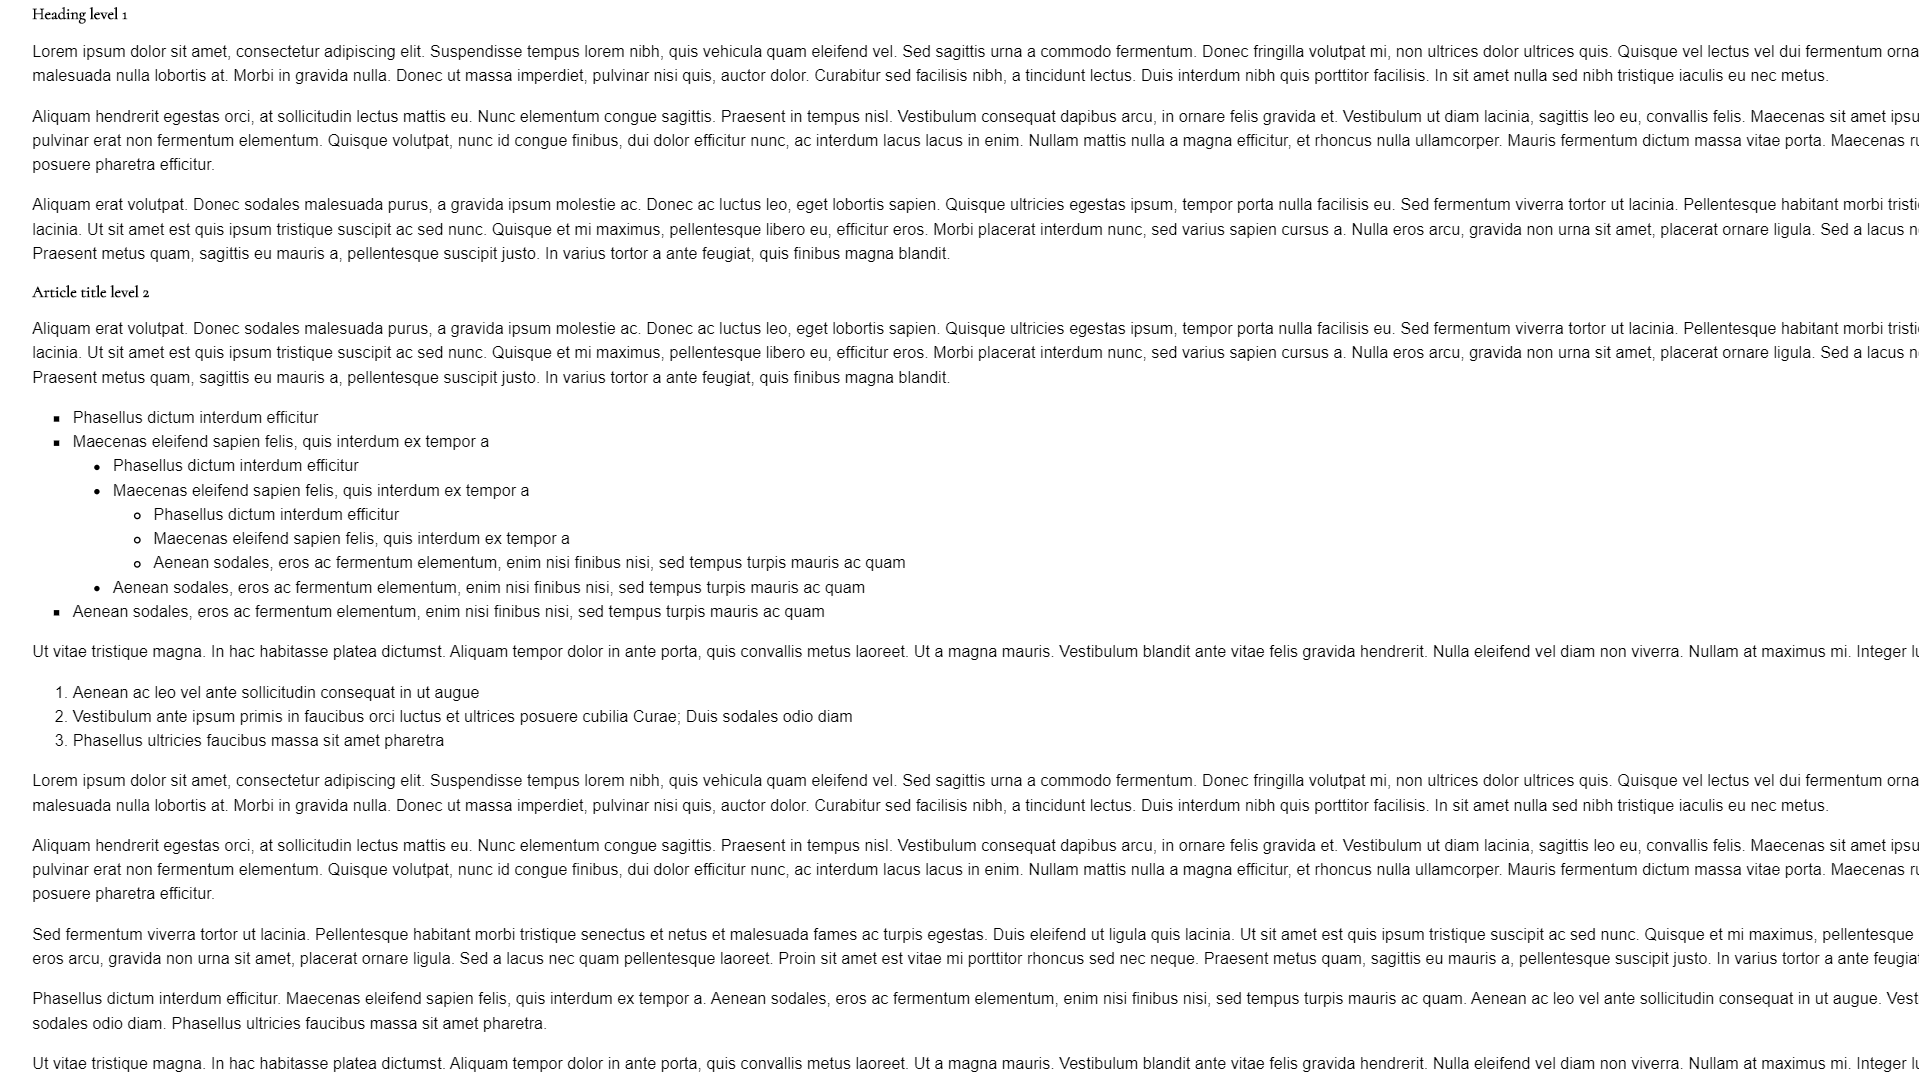 Heading level 1
Lorem ipsum dolor sit amet, consectetur adipiscing elit. Suspendisse tempus lorem nibh, quis vehicula quam eleifend vel. Sed sagittis urna a commodo fermentum. Donec fringilla volutpat mi, non ultrices dolor ultrices quis. Quisque vel lectus vel dui fermentum orna
malesuada nulla lobortis at. Morbi in gravida nulla. Donec ut massa imperdiet, pulvinar nisi quis, auctor dolor. Curabitur sed facilisis nibh, a tincidunt lectus. Duis interdum nibh quis porttitor facilisis. In sit amet nulla sed nibh tristique iaculis eu nec metus.
Aliquam hendrerit egestas orci, at sollicitudin lectus mattis eu. Nunc elementum congue sagittis. Praesent in tempus nisl. Vestibulum consequat dapibus arcu, in ornare felis gravida et. Vestibulum ut diam lacinia, sagittis leo eu, convallis felis. Maecenas sit amet ipsu
pulvinar erat non fermentum elementum. Quisque volutpat, nunc id congue finibus, dui dolor efficitur nunc, ac interdum lacus lacus in enim. Nullam mattis nulla a magna efficitur, et rhoncus nulla ullamcorper. Mauris fermentum dictum massa vitae porta. Maecenas ru
posuere pharetra efficitur.
Aliquam erat volutpat. Donec sodales malesuada purus, a gravida ipsum molestie ac. Donec ac luctus leo, eget lobortis sapien. Quisque ultricies egestas ipsum, tempor porta nulla facilisis eu. Sed fermentum viverra tortor ut lacinia. Pellentesque habitant morbi tristi
lacinia. Ut sit amet est quis ipsum tristique suscipit ac sed nunc. Quisque et mi maximus, pellentesque libero eu, efficitur eros. Morbi placerat interdum nunc, sed varius sapien cursus a. Nulla eros arcu, gravida non urna sit amet, placerat ornare ligula. Sed a lacus n
Praesent metus quam, sagittis eu mauris a, pellentesque suscipit justo. In varius tortor a ante feugiat, quis finibus magna blandit.
Article title level 2
Aliquam erat volutpat. Donec sodales malesuada purus, a gravida ipsum molestie ac. Donec ac luctus leo, eget lobortis sapien. Quisque ultricies egestas ipsum, tempor porta nulla facilisis eu. Sed fermentum viverra tortor ut lacinia. Pellentesque habitant morbi tristi
lacinia. Ut sit amet est quis ipsum tristique suscipit ac sed nunc. Quisque et mi maximus, pellentesque libero eu, efficitur eros. Morbi placerat interdum nunc, sed varius sapien cursus a. Nulla eros arcu, gravida non urna sit amet, placerat ornare ligula. Sed a lacus n
Praesent metus quam, sagittis eu mauris a, pellentesque suscipit justo. In varius tortor a ante feugiat, quis finibus magna blandit.
Phasellus dictum interdum efficitur
Maecenas eleifend sapien felis, quis interdum ex tempor a
Phasellus dictum interdum efficitur
Maecenas eleifend sapien felis, quis interdum ex tempor a
Phasellus dictum interdum efficitur
Maecenas eleifend sapien felis, quis interdum ex tempor a
Aenean sodales, eros ac fermentum elementum, enim nisi finibus nisi, sed tempus turpis mauris ac quam
Aenean sodales, eros ac fermentum elementum, enim nisi finibus nisi, sed tempus turpis mauris ac quam
Aenean sodales, eros ac fermentum elementum, enim nisi finibus nisi, sed tempus turpis mauris ac quam
Ut vitae tristique magna. In hac habitasse platea dictumst. Aliquam tempor dolor in ante porta, quis convallis metus laoreet. Ut a magna mauris. Vestibulum blandit ante vitae felis gravida hendrerit. Nulla eleifend vel diam non viverra. Nullam at maximus mi. Integer lu
1. Aenean ac leo vel ante sollicitudin consequat in ut augue
2. Vestibulum ante ipsum primis in faucibus orci luctus et ultrices posuere cubilia Curae; Duis sodales odio diam
3. Phasellus ultricies faucibus massa sit amet pharetra
Lorem ipsum dolor sit amet, consectetur adipiscing elit. Suspendisse tempus lorem nibh, quis vehicula quam eleifend vel. Sed sagittis urna a commodo fermentum. Donec fringilla volutpat mi, non ultrices dolor ultrices quis. Quisque vel lectus vel dui fermentum orna
malesuada nulla lobortis at. Morbi in gravida nulla. Donec ut massa imperdiet, pulvinar nisi quis, auctor dolor. Curabitur sed facilisis nibh, a tincidunt lectus. Duis interdum nibh quis porttitor facilisis. In sit amet nulla sed nibh tristique iaculis eu nec metus.
Aliquam hendrerit egestas orci, at sollicitudin lectus mattis eu. Nunc elementum congue sagittis. Praesent in tempus nisl. Vestibulum consequat dapibus arcu, in ornare felis gravida et. Vestibulum ut diam lacinia, sagittis leo eu, convallis felis. Maecenas sit amet ipsu
pulvinar erat non fermentum elementum. Quisque volutpat, nunc id congue finibus, dui dolor efficitur nunc, ac interdum lacus lacus in enim. Nullam mattis nulla a magna efficitur, et rhoncus nulla ullamcorper. Mauris fermentum dictum massa vitae porta. Maecenas ru
posuere pharetra efficitur.
Sed fermentum viverra tortor ut lacinia. Pellentesque habitant morbi tristique senectus et netus et malesuada fames ac turpis egestas. Duis eleifend ut ligula quis lacinia. Ut sit amet est quis ipsum tristique suscipit ac sed nunc. Quisque et mi maximus, pellentesque
eros arcu, gravida non urna sit amet, placerat ornare ligula. Sed a lacus nec quam pellentesque laoreet. Proin sit amet est vitae mi porttitor rhoncus sed nec neque. Praesent metus quam, sagittis eu mauris a, pellentesque suscipit justo. In varius tortor a ante feugiat
Phasellus dictum interdum efficitur. Maecenas eleifend sapien felis, quis interdum ex tempor a. Aenean sodales, eros ac fermentum elementum, enim nisi finibus nisi, sed tempus turpis mauris ac quam. Aenean ac leo vel ante sollicitudin consequat in ut augue. Vest
sodales odio diam. Phasellus ultricies faucibus massa sit amet pharetra.
Ut vitae tristique magna. In hac habitasse platea dictumst. Aliquam tempor dolor in ante porta, quis convallis metus laoreet. Ut a magna mauris. Vestibulum blandit ante vitae felis gravida hendrerit. Nulla eleifend vel diam non viverra. Nullam at maximus mi. Integer lu